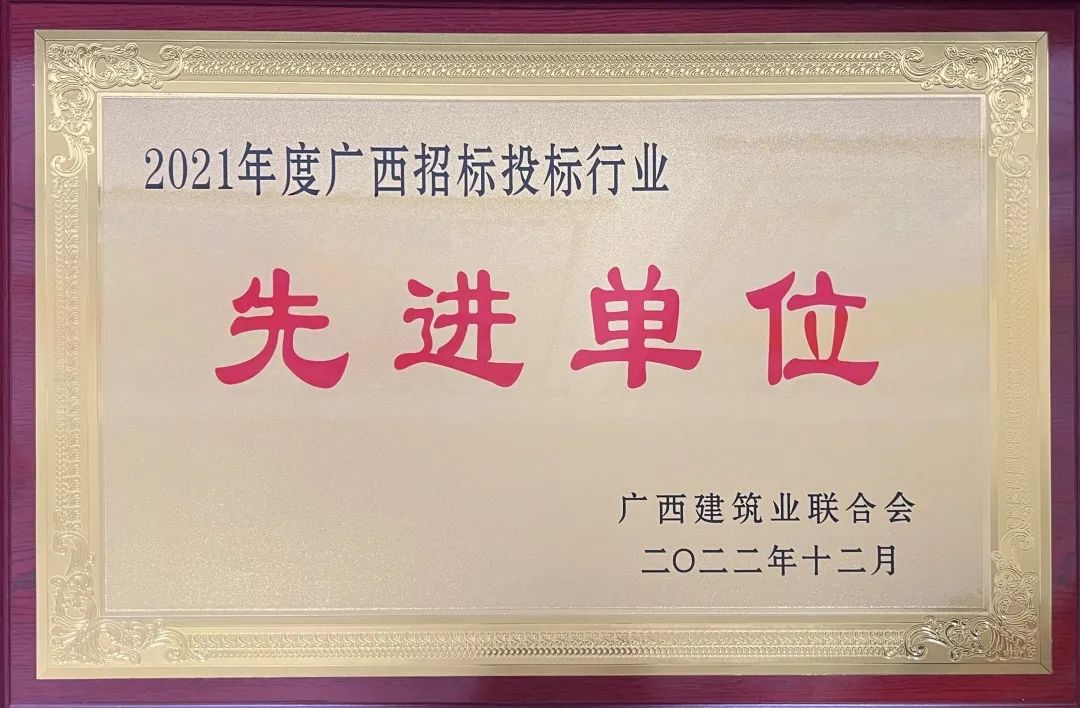 2021年度广西招标投标行业
先进单位
广西建筑业联合会
二〇二二年十二月